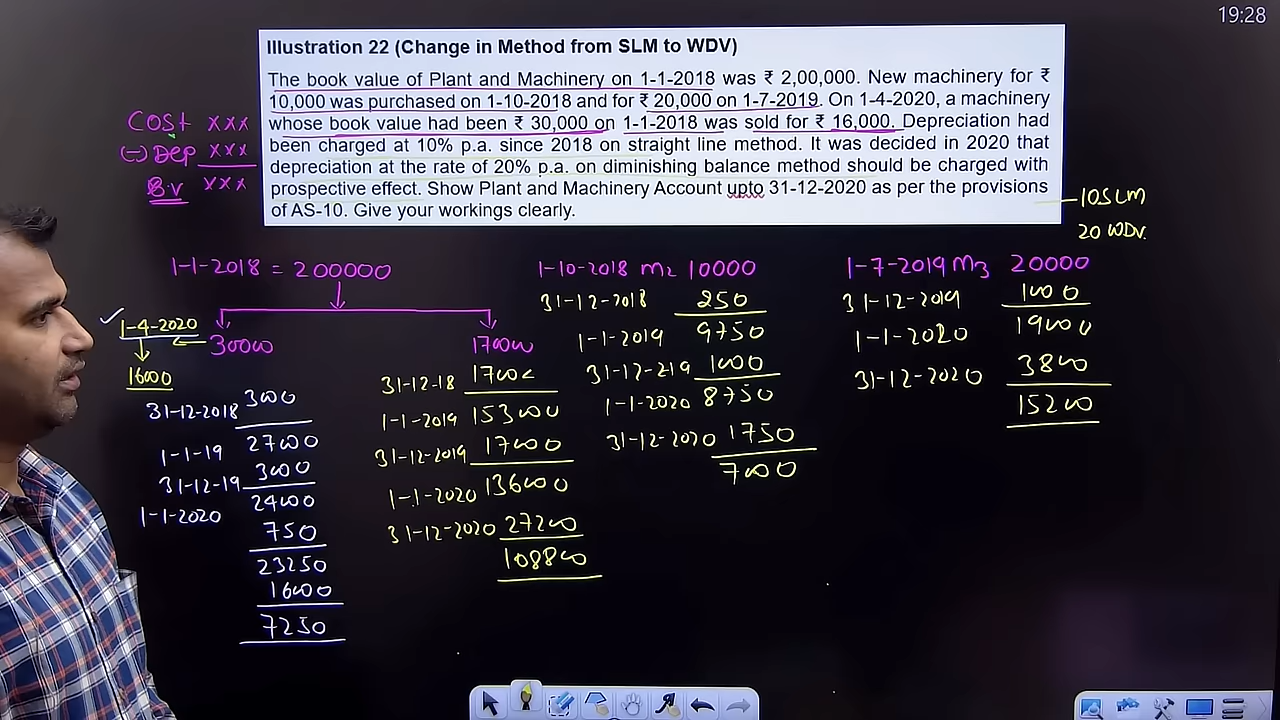 19:28
Illustration 22 (Change in Method from SLM to WDV)
The book value of Plant and Machinery on 1-1-2018 was ₹ 2,00,000. New machinery for ₹
10,000 was purchased on 1-10-2018 and for ₹ 20,000 on 1-7-2019. On 1-4-2020, a machinery
whose book value had been ₹ 30,000 on 1-1-2018 was sold for ₹ 16,000. Depreciation had
been charged at 10% p.a. since 2018 on straight line method. It was decided in 2020 that
depreciation at the rate of 20% p.a. on diminishing balance method should be charged with
prospective effect. Show Plant and Machinery Account upto 31-12-2020 as per the provisions
of AS-10. Give your workings clearly.
Cost xxx
(-) Dep xxx
B.V xxx
10 SLM
20 WDV.
1-1-2018 = 200000
1-4-2020
16000
30000
31-12-2018 3000
1-1-19 27000
31-12-19 3000
1-1-2020 24000
750
23250
16000
7250
170000
31-12-18 17000
1-1-2019 153000
31-12-2019 17000
1-1-2020 136000
31-12-2020 27200
108800
1-10-2018 M2 10000
31-12-2018 250
1-1-2019 9750
31-12-219 1000
1-1-2020 8750
31-12-2020 1750
7000
1-7-2019 M3 20000
31-12-2019 1000
1-1-2020 19000
31-12-2020 3800
15200